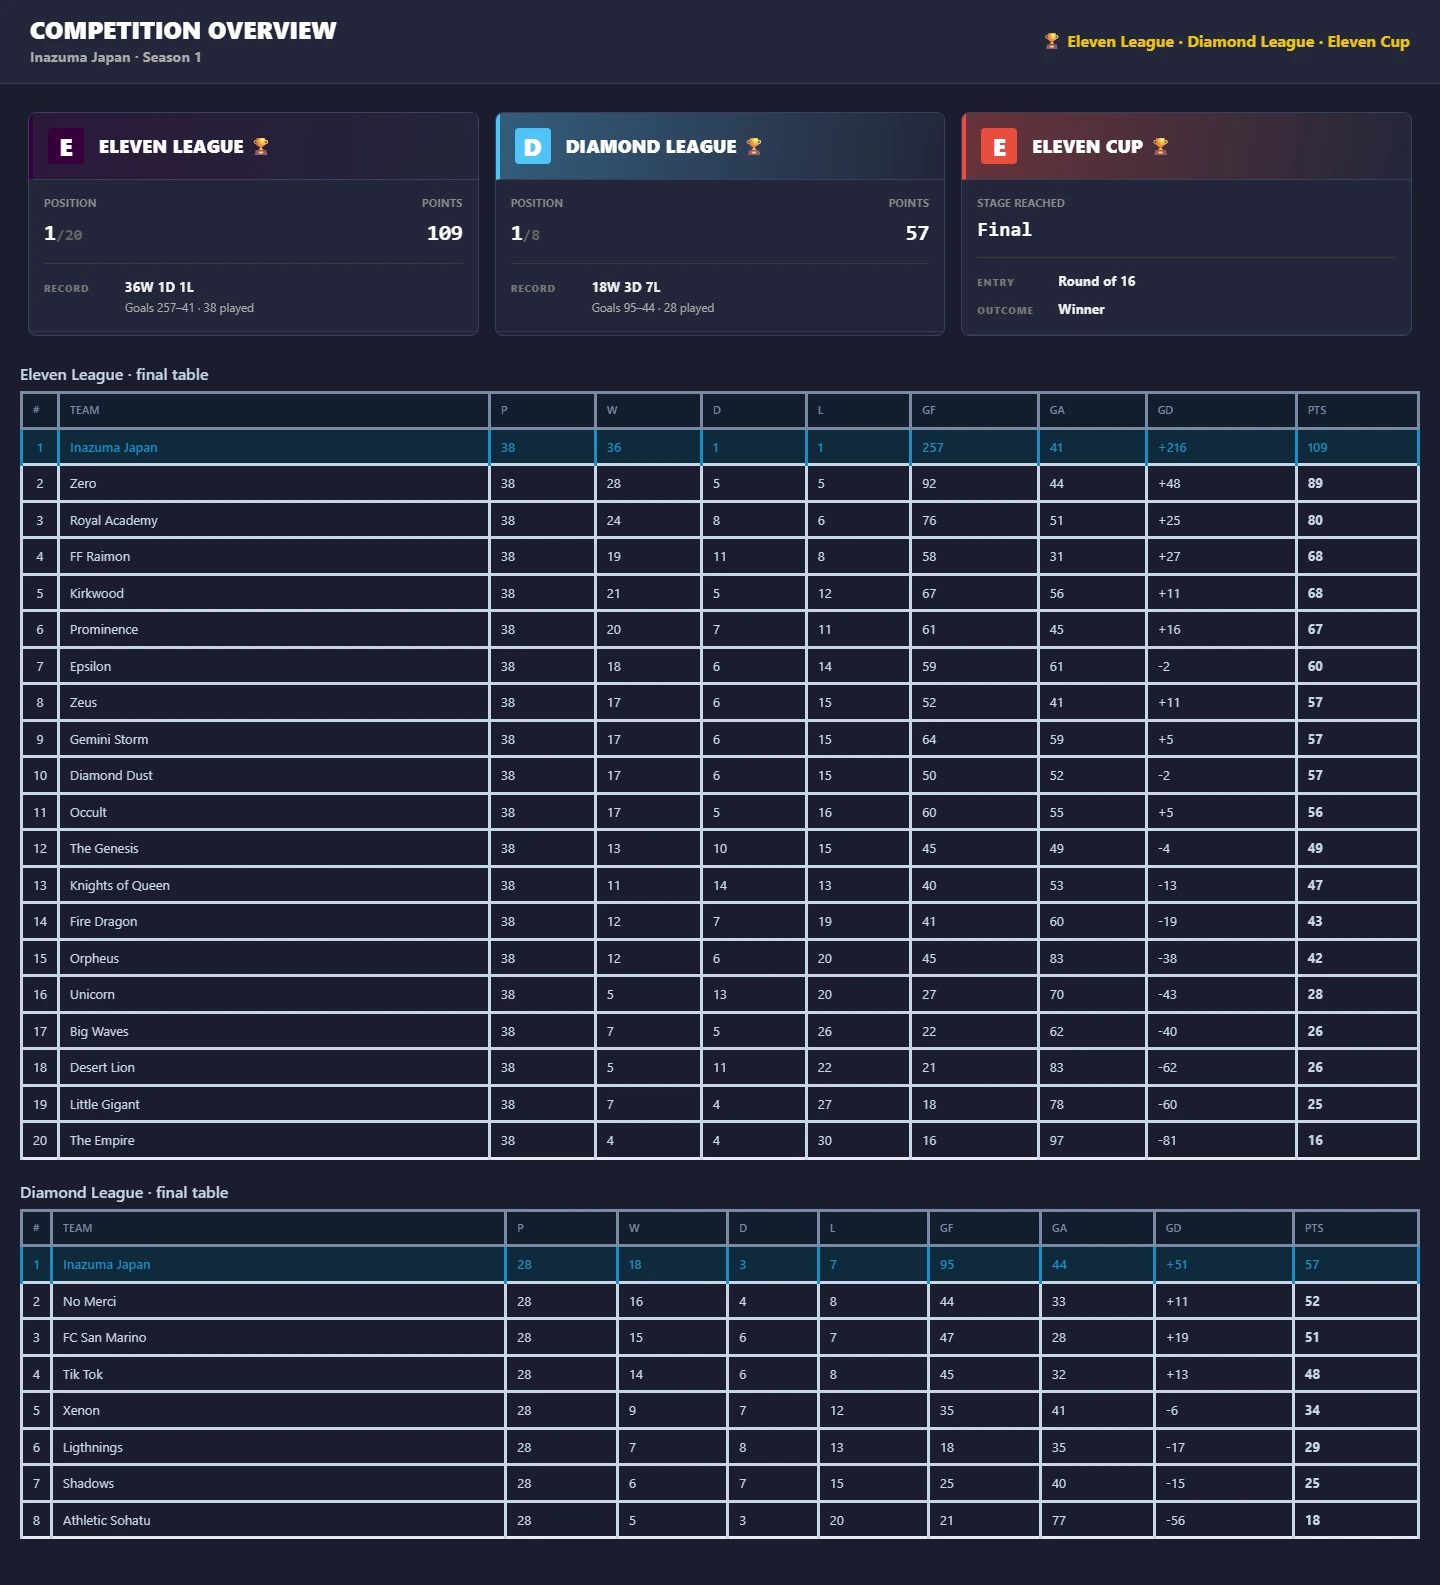 COMPETITION OVERVIEW
Inazuma Japan · Season 1
🏆 Eleven League · Diamond League · Eleven Cup
E ELEVEN LEAGUE 🏆
POSITION POINTS
1/20 109
RECORD 36W 1D 1L
Goals 257–41 · 38 played
D DIAMOND LEAGUE 🏆
POSITION POINTS
1/8 57
RECORD 18W 3D 7L
Goals 95–44 · 28 played
E ELEVEN CUP 🏆
STAGE REACHED
Final
ENTRY Round of 16
OUTCOME Winner
Eleven League · final table
# TEAM P W D L GF GA GD PTS
1 Inazuma Japan 38 36 1 1 257 41 +216 109
2 Zero 38 28 5 5 92 44 +48 89
3 Royal Academy 38 24 8 6 76 51 +25 80
4 FF Raimon 38 19 11 8 58 31 +27 68
5 Kirkwood 38 21 5 12 67 56 +11 68
6 Prominence 38 20 7 11 61 45 +16 67
7 Epsilon 38 18 6 14 59 61 -2 60
8 Zeus 38 17 6 15 52 41 +11 57
9 Gemini Storm 38 17 6 15 64 59 +5 57
10 Diamond Dust 38 17 6 15 50 52 -2 57
11 Occult 38 17 5 16 60 55 +5 56
12 The Genesis 38 13 10 15 45 49 -4 49
13 Knights of Queen 38 11 14 13 40 53 -13 47
14 Fire Dragon 38 12 7 19 41 60 -19 43
15 Orpheus 38 12 6 20 45 83 -38 42
16 Unicorn 38 5 13 20 27 70 -43 28
17 Big Waves 38 7 5 26 22 62 -40 26
18 Desert Lion 38 5 11 22 21 83 -62 26
19 Little Gigant 38 7 4 27 18 78 -60 25
20 The Empire 38 4 4 30 16 97 -81 16
Diamond League · final table
# TEAM P W D L GF GA GD PTS
1 Inazuma Japan 28 18 3 7 95 44 +51 57
2 No Merci 28 16 4 8 44 33 +11 52
3 FC San Marino 28 15 6 7 47 28 +19 51
4 Tik Tok 28 14 6 8 45 32 +13 48
5 Xenon 28 9 7 12 35 41 -6 34
6 Ligthnings 28 7 8 13 18 35 -17 29
7 Shadows 28 6 7 15 25 40 -15 25
8 Athletic Sohatu 28 5 3 20 21 77 -56 18